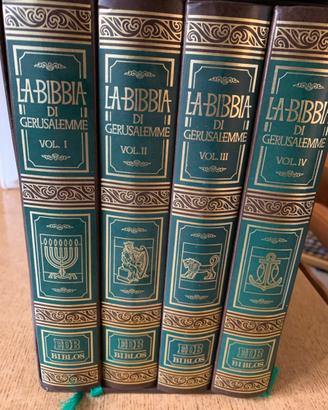 LA·BIBBIA
DI
GERUSALEMME
VOL. I
EDB
BIBLOS
LA·BIBBIA
DI
GERUSALEMME
VOL. II
EDB
BIBLOS
LA·BIBBIA
DI
GERUSALEMME
VOL. III
EDB
BIBLOS
LA·BIBBIA
DI
GERUSALEMME
VOL. IV
EDB
BIBLOS